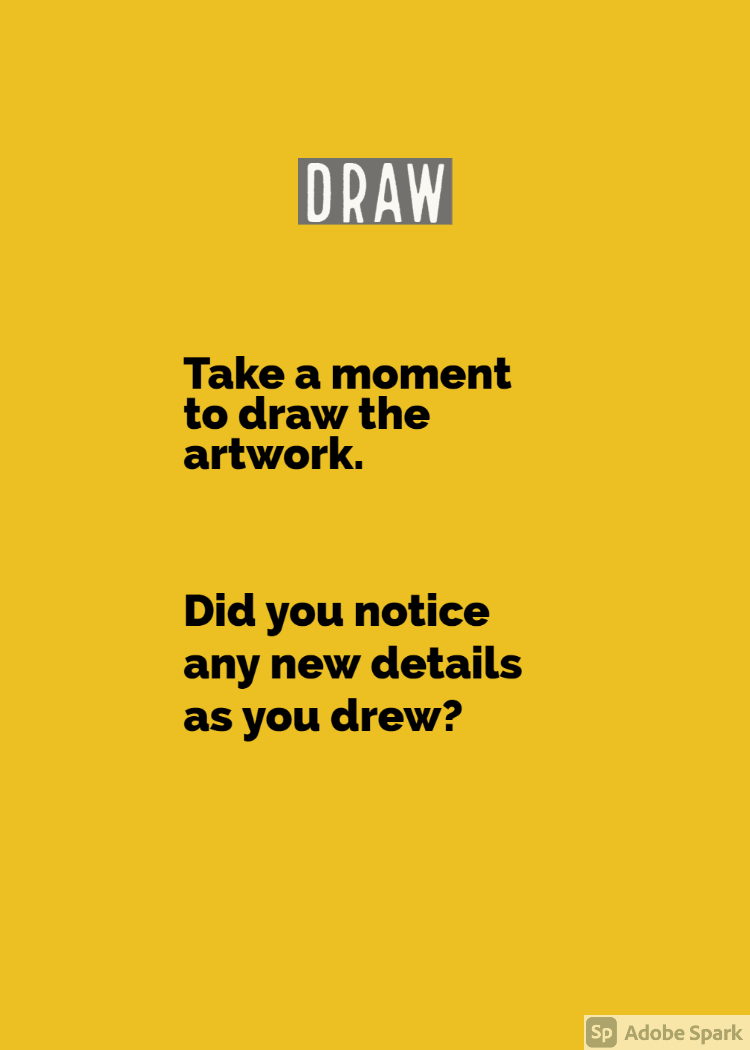 DRAW
Take a moment
to draw the
artwork.
Did you notice
any new details
as you drew?
Sp Adobe Spark